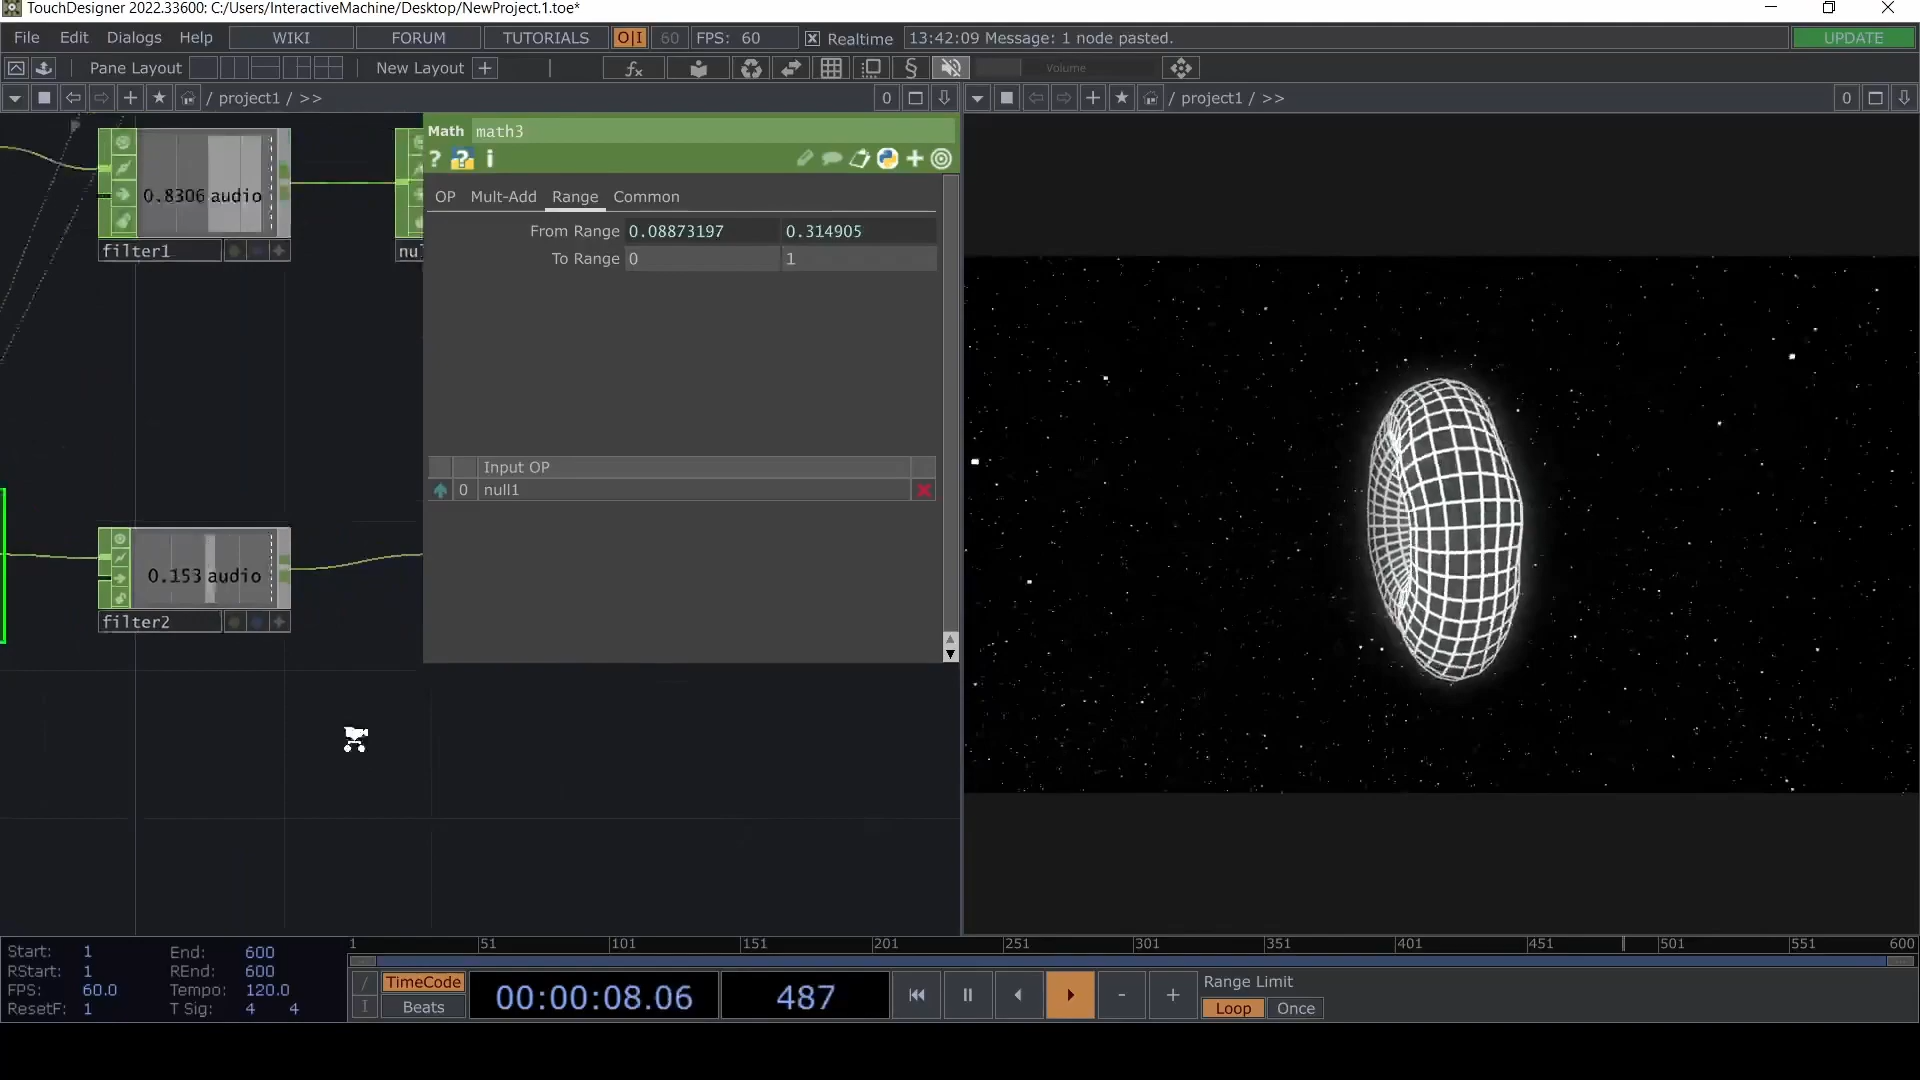 TouchDesigner 2022.33600: C:/Users/InteractiveMachine/Desktop/NewProject.1.toe*
File Edit Dialogs Help WIKI FORUM TUTORIALS O|I 60 FPS: 60 Realtime 13:42:09 Message: 1 node pasted. UPDATE
Pane Layout New Layout + Volume
/ project1 / >> 0
/ project1 / >> 0
0.8306 audio
filter1
nu
Math math3
? ? i
OP Mult-Add Range Common
From Range 0.08873197 0.314905
To Range 0 1
Input OP
0 null1
0.153 audio
filter2
1 51 101 151 201 251 301 351 401 451 501 551 600
Start: 1 End: 600
RStart: 1 REnd: 600
FPS: 60.0 Tempo: 120.0
ResetF: 1 T Sig: 4 4
/ TimeCode
I Beats
00:00:08.06 487
- +
Range Limit
Loop Once